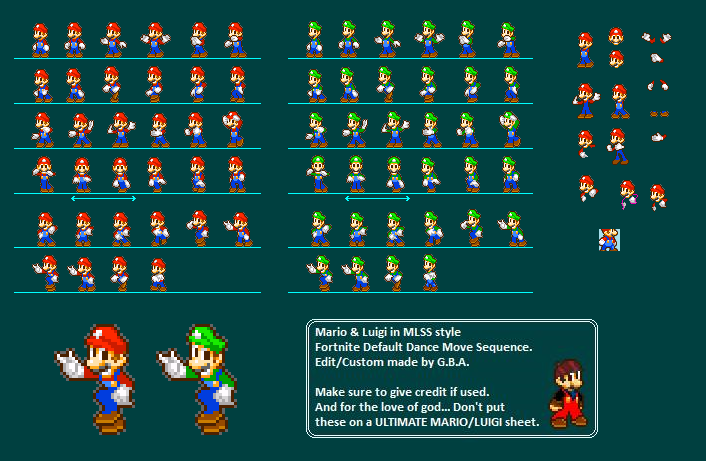 Mario & Luigi in MLSS style
Fortnite Default Dance Move Sequence.
Edit/Custom made by G.B.A.
Make sure to give credit if used.
And for the love of god... Don't put
these on a ULTIMATE MARIO/LUIGI sheet.